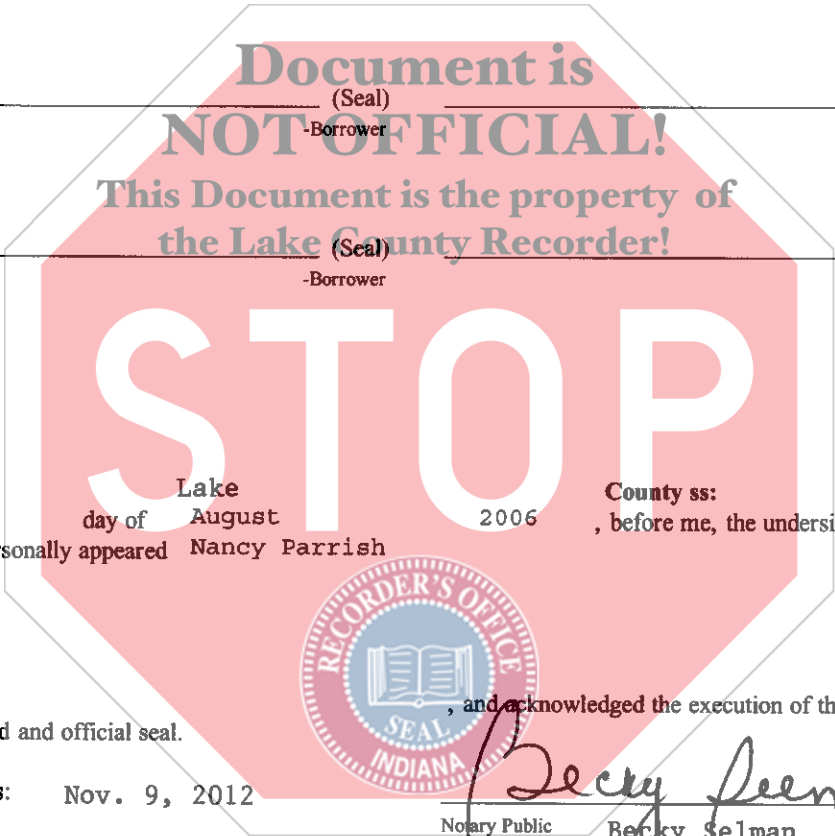 Document is
(Seal)
-Borrower
NOT OFFICIAL!
This Document is the property of
the Lake County Recorder!
(Seal)
-Borrower
STOP
Lake County ss:
day of August 2006 , before me, the undersi
rsonally appeared Nancy Parrish
RECORDER'S OFFICE
SEAL
INDIANA
, and acknowledged the execution of th
d and official seal.
s: Nov. 9, 2012
Becky
Notary Public Becky Selman